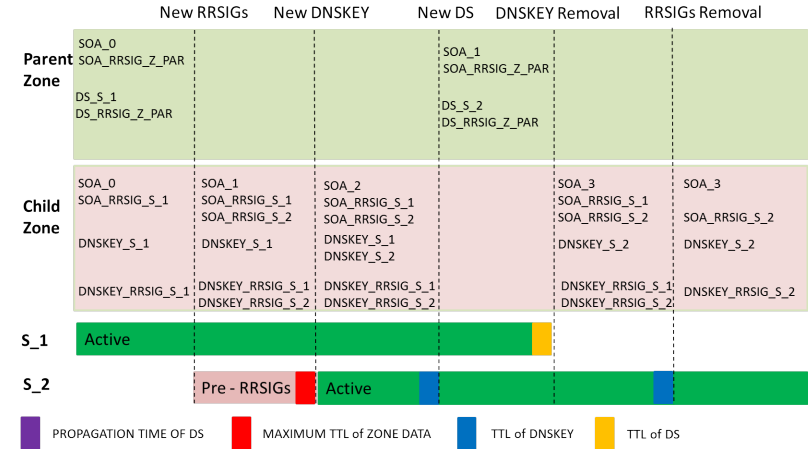 New RRSIGs New DNSKEY New DS DNSKEY Removal RRSIGs Removal
Parent
Zone
SOA_0
SOA_RRSIG_Z_PAR
DS_S_1
DS_RRSIG_Z_PAR
SOA_1
SOA_RRSIG_Z_PAR
DS_S_2
DS_RRSIG_Z_PAR
Child
Zone
SOA_0
SOA_RRSIG_S_1
DNSKEY_S_1
DNSKEY_RRSIG_S_1
SOA_1
SOA_RRSIG_S_1
SOA_RRSIG_S_2
DNSKEY_S_1
DNSKEY_RRSIG_S_1
DNSKEY_RRSIG_S_2
SOA_2
SOA_RRSIG_S_1
SOA_RRSIG_S_2
DNSKEY_S_1
DNSKEY_S_2
DNSKEY_RRSIG_S_1
DNSKEY_RRSIG_S_2
SOA_3
SOA_RRSIG_S_1
SOA_RRSIG_S_2
DNSKEY_S_2
DNSKEY_RRSIG_S_1
DNSKEY_RRSIG_S_2
SOA_3
SOA_RRSIG_S_2
DNSKEY_S_2
DNSKEY_RRSIG_S_2
S_1
Active
S_2
Pre - RRSIGs
Active
PROPAGATION TIME OF DS
MAXIMUM TTL OF ZONE DATA
TTL of DNSKEY
TTL of DS